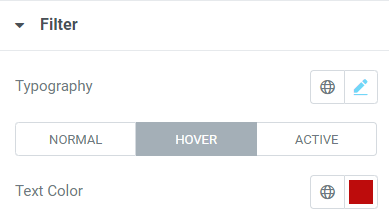 Filter
Typography
NORMAL HOVER ACTIVE
Text Color